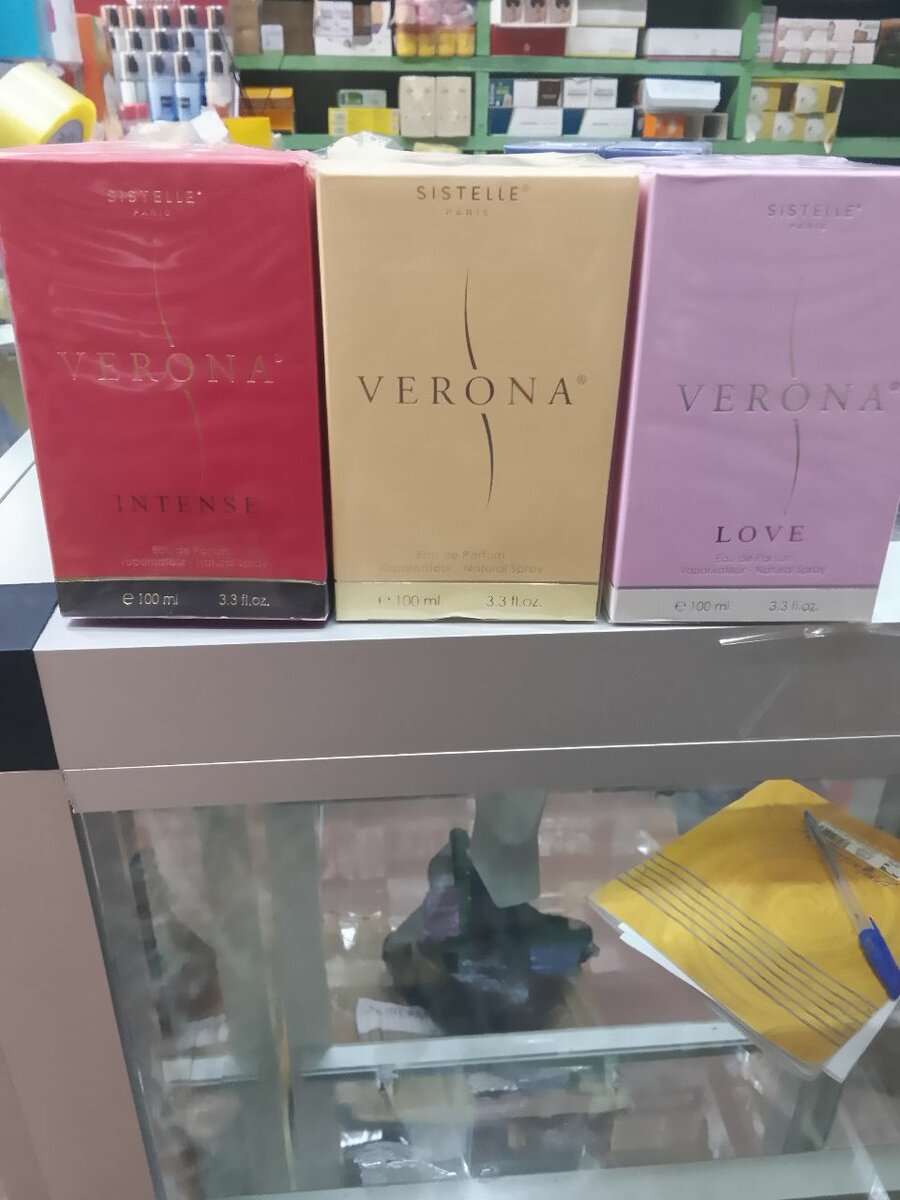 SISTELLE®
PARIS
VERONA®
INTENSE
Eau de Parfum
Vaporisateur - Natural Spray
℮ 100 ml 3.3 fl.oz.
SISTELLE®
PARIS
VERONA®
Eau de Parfum
Vaporisateur - Natural Spray
℮ 100 ml 3.3 fl.oz.
SISTELLE®
PARIS
VERONA®
LOVE
Eau de Parfum
Vaporisateur - Natural Spray
℮ 100 ml 3.3 fl.oz.